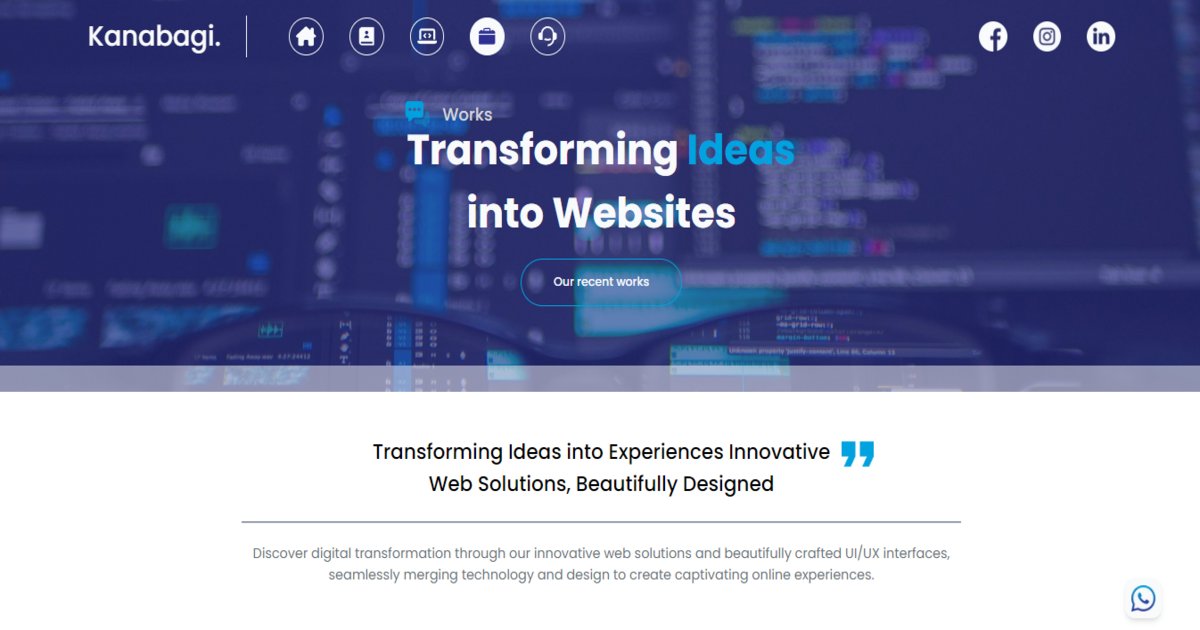 Kanabagi.
Works
Transforming Ideas
into Websites
Our recent works
Transforming Ideas into Experiences Innovative
Web Solutions, Beautifully Designed
Discover digital transformation through our innovative web solutions and beautifully crafted UI/UX interfaces,
seamlessly merging technology and design to create captivating online experiences.